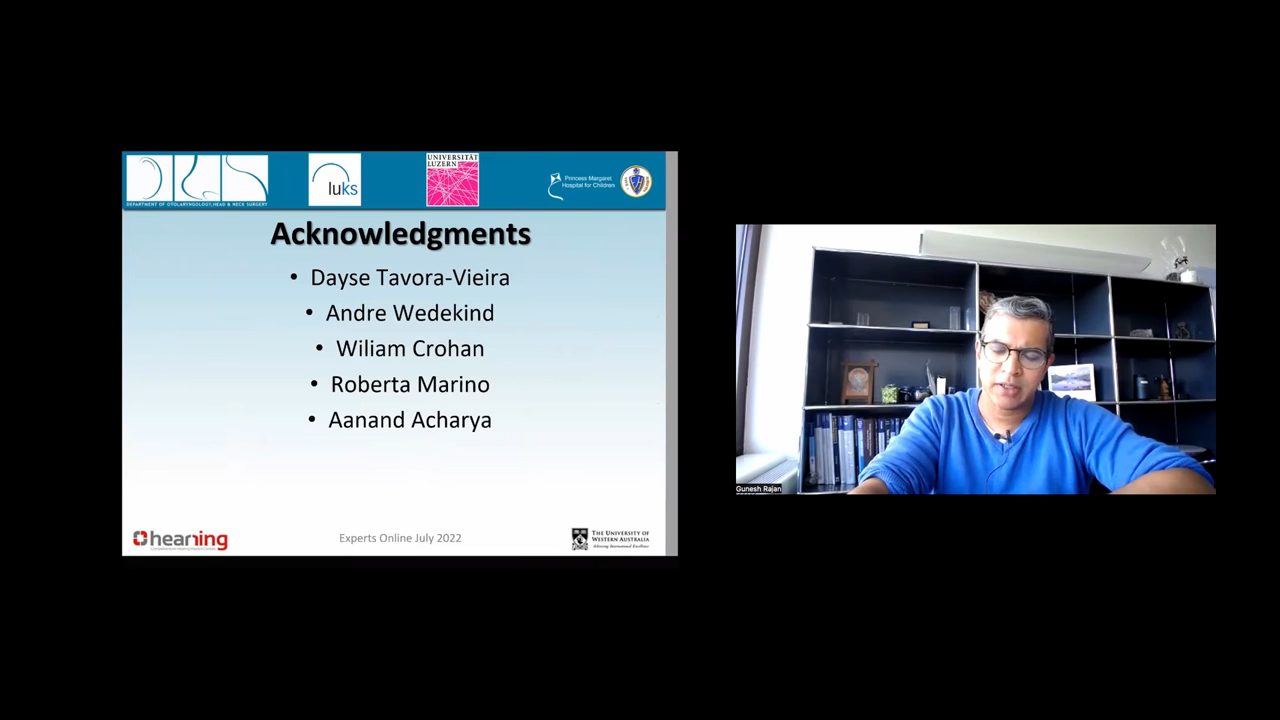 DEPARTMENT OF OTOLARYNGOLOGY, HEAD & NECK SURGERY
luks
UNIVERSITÄT
LUZERN
Princess Margaret
Hospital for Children
Acknowledgments
• Dayse Tavora-Vieira
• Andre Wedekind
• Wiliam Crohan
• Roberta Marino
• Aanand Acharya
hearring
Experts Online July 2022
THE UNIVERSITY OF
WESTERN AUSTRALIA
Achieving International Excellence
Gunesh Rajan